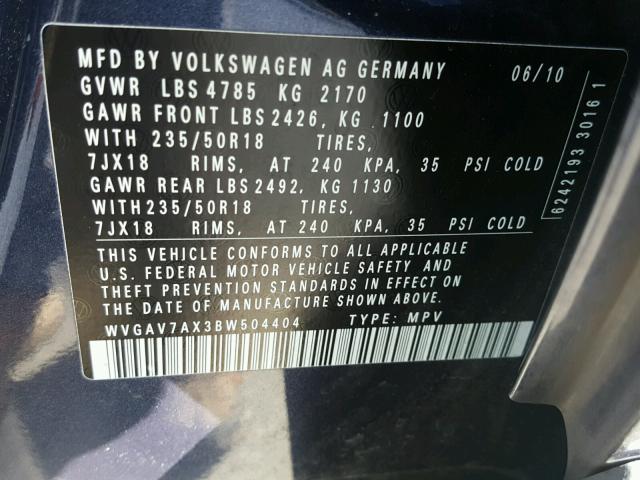 MFD BY VOLKSWAGEN AG GERMANY 06/10
GVWR LBS 4785 KG 2170
GAWR FRONT LBS 2426, KG 1100
WITH 235/50R18 TIRES,
7JX18 RIMS, AT 240 KPA, 35 PSI COLD
GAWR REAR LBS 2492, KG 1130
WITH235/50R18 TIRES,
7JX18 RIMS, AT 240 KPA, 35 PSI COLD
THIS VEHICLE CONFORMS TO ALL APPLICABLE
U.S. FEDERAL MOTOR VEHICLE SAFETY AND
THEFT PREVENTION STANDARDS IN EFFECT ON
THE DATE OF MANUFACTURE SHOWN ABOVE.
WVGAV7AX3BW504404 TYPE: MPV
6242193 3016 1